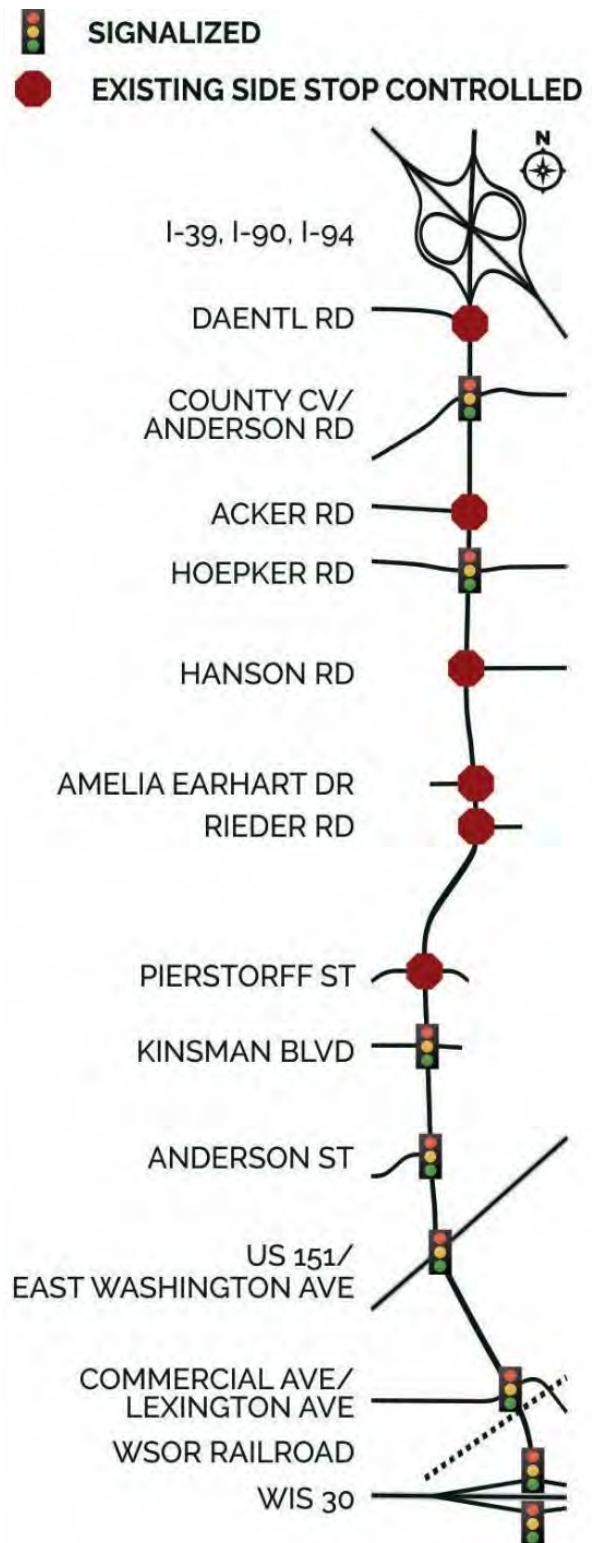 SIGNALIZED
EXISTING SIDE STOP CONTROLLED
N
I-39, I-90, I-94
DAENTL RD
COUNTY CV/
ANDERSON RD
ACKER RD
HOEPKER RD
HANSON RD
AMELIA EARHART DR
RIEDER RD
PIERSTORFF ST
KINSMAN BLVD
ANDERSON ST
US 151/
EAST WASHINGTON AVE
COMMERCIAL AVE/
LEXINGTON AVE
WSOR RAILROAD
WIS 30